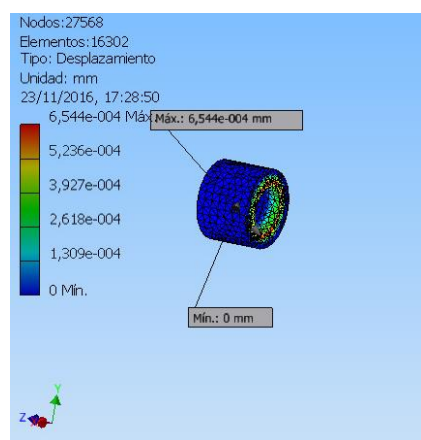 Nodos:27568
Elementos:16302
Tipo: Desplazamiento
Unidad: mm
23/11/2016, 17:28:50
6,544e-004 Máx.
Máx.: 6,544e-004 mm
5,236e-004
3,927e-004
2,618e-004
1,309e-004
0 Mín.
Mín.: 0 mm
Y
Z